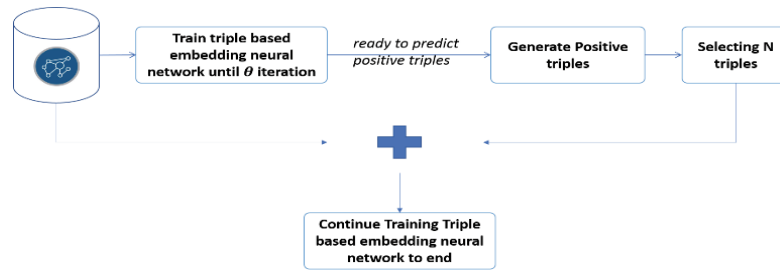 Train triple based
embedding neural
network until θ iteration
ready to predict
positive triples
Generate Positive
triples
Selecting N
triples
Continue Training Triple
based embedding neural
network to end